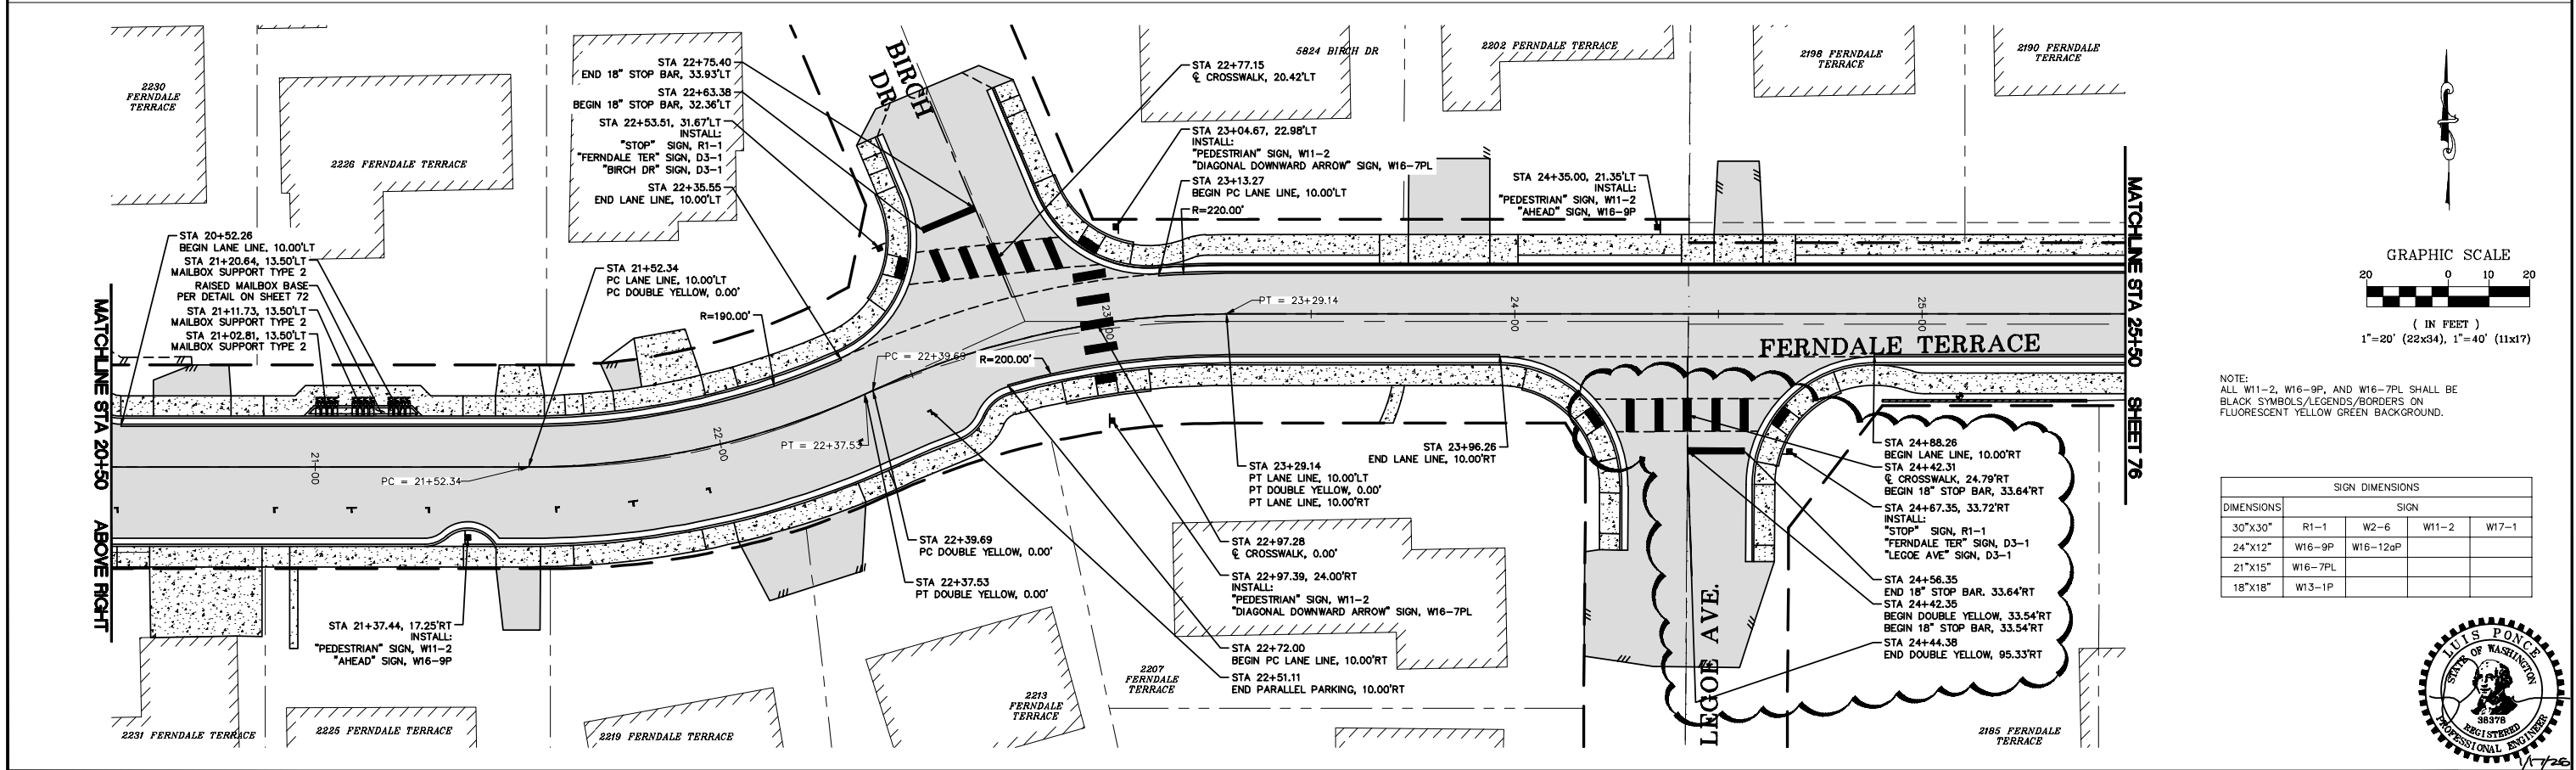 2230
FERNDALE
TERRACE
2226 FERNDALE TERRACE
STA 22+75.40
END 18" STOP BAR, 33.93'LT
STA 22+63.38
BEGIN 18" STOP BAR, 32.36'LT
STA 22+53.51, 31.67'LT
INSTALL:
"STOP" SIGN, R1-1
"FERNDALE TER" SIGN, D3-1
"BIRCH DR" SIGN, D3-1
STA 22+35.55
END LANE LINE, 10.00'LT
BIRCH
DR
STA 22+77.15
℄ CROSSWALK, 20.42'LT
5824 BIRCH DR
2202 FERNDALE TERRACE
2198 FERNDALE
TERRACE
2190 FERNDALE
TERRACE
STA 23+04.67, 22.98'LT
INSTALL:
"PEDESTRIAN" SIGN, W11-2
"DIAGONAL DOWNWARD ARROW" SIGN, W16-7PL
STA 23+13.27
BEGIN PC LANE LINE, 10.00'LT
R=220.00'
STA 24+35.00, 21.35'LT
INSTALL:
"PEDESTRIAN" SIGN, W11-2
"AHEAD" SIGN, W16-9P
STA 20+52.26
BEGIN LANE LINE, 10.00'LT
STA 21+20.64, 13.50'LT
MAILBOX SUPPORT TYPE 2
RAISED MAILBOX BASE
PER DETAIL ON SHEET 72
STA 21+11.73, 13.50'LT
MAILBOX SUPPORT TYPE 2
STA 21+02.81, 13.50'LT
MAILBOX SUPPORT TYPE 2
STA 21+52.34
PC LANE LINE, 10.00'LT
PC DOUBLE YELLOW, 0.00'
R=190.00'
PC = 22+39.69
R=200.00'
PT = 23+29.14
23+00
24+00
25+00
FERNDALE TERRACE
MATCHLINE STA 20+50 ABOVE RIGHT
MATCHLINE STA 25+50 SHEET 76
21+00
22+00
PC = 21+52.34
PT = 22+37.53
STA 23+96.26
END LANE LINE, 10.00'RT
STA 23+29.14
PT LANE LINE, 10.00'LT
PT DOUBLE YELLOW, 0.00'
PT LANE LINE, 10.00'RT
STA 22+39.69
PC DOUBLE YELLOW, 0.00'
STA 22+37.53
PT DOUBLE YELLOW, 0.00'
STA 22+97.28
℄ CROSSWALK, 0.00'
STA 22+97.39, 24.00'RT
INSTALL:
"PEDESTRIAN" SIGN, W11-2
"DIAGONAL DOWNWARD ARROW" SIGN, W16-7PL
STA 22+72.00
BEGIN PC LANE LINE, 10.00'RT
STA 22+51.11
END PARALLEL PARKING, 10.00'RT
STA 21+37.44, 17.25'RT
INSTALL:
"PEDESTRIAN" SIGN, W11-2
"AHEAD" SIGN, W16-9P
STA 24+88.26
BEGIN LANE LINE, 10.00'RT
STA 24+42.31
℄ CROSSWALK, 24.79'RT
BEGIN 18" STOP BAR, 33.64'RT
STA 24+67.35, 33.72'RT
INSTALL:
"STOP" SIGN, R1-1
"FERNDALE TER" SIGN, D3-1
"LEGOE AVE" SIGN, D3-1
STA 24+56.35
END 18" STOP BAR. 33.64'RT
STA 24+42.35
BEGIN DOUBLE YELLOW, 33.54'RT
BEGIN 18" STOP BAR, 33.54'RT
STA 24+44.38
END DOUBLE YELLOW, 95.33'RT
LEGOE AVE.
2231 FERNDALE TERRACE
2225 FERNDALE TERRACE
2219 FERNDALE TERRACE
2213
FERNDALE
TERRACE
2207
FERNDALE
TERRACE
2185 FERNDALE
TERRACE
GRAPHIC SCALE
20 0 10 20
( IN FEET )
1"=20' (22x34), 1"=40' (11x17)
NOTE:
ALL W11-2, W16-9P, AND W16-7PL SHALL BE
BLACK SYMBOLS/LEGENDS/BORDERS ON
FLUORESCENT YELLOW GREEN BACKGROUND.
SIGN DIMENSIONS
DIMENSIONS SIGN
30"X30" R1-1 W2-6 W11-2 W17-1
24"X12" W16-9P W16-12aP
21"X15" W16-7PL
18"X18" W13-1P
LUIS PONCE
STATE OF WASHINGTON
38378
REGISTERED
PROFESSIONAL ENGINEER